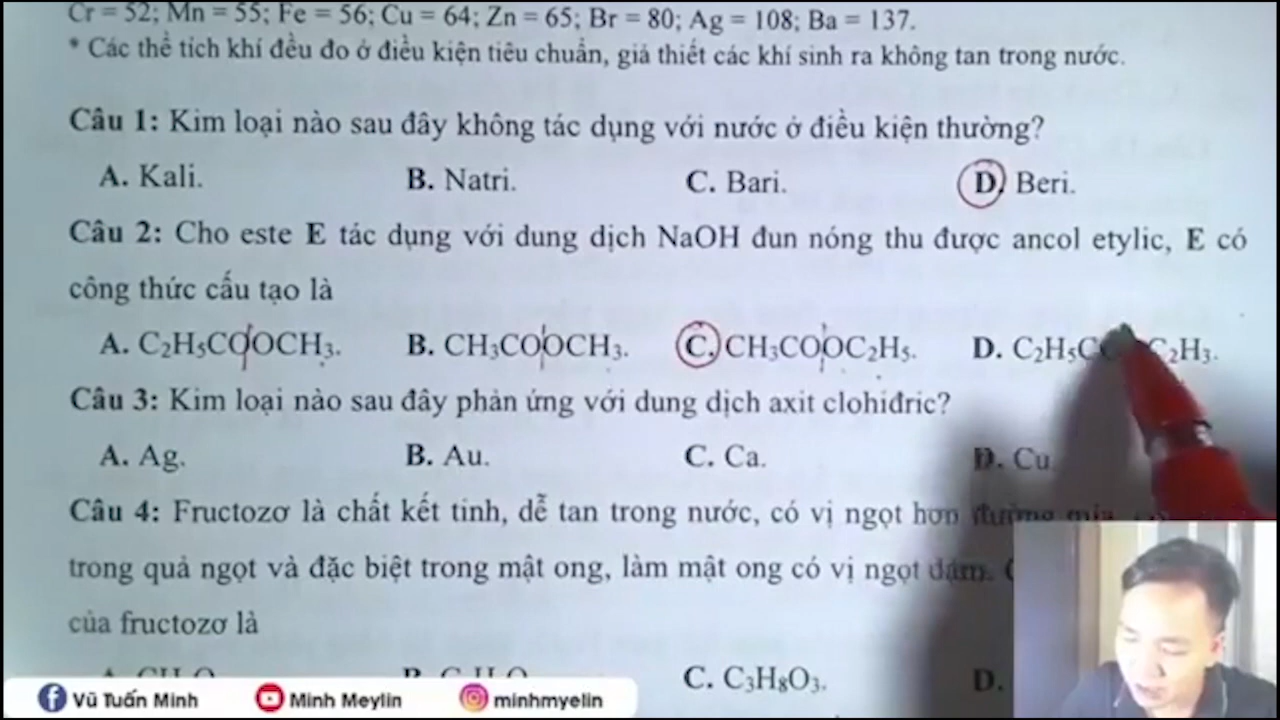 Cr = 52; Mn = 55; Fe = 56; Cu = 64; Zn = 65; Br = 80; Ag = 108; Ba = 137.
* Các thể tích khí đều đo ở điều kiện tiêu chuẩn, giả thiết các khí sinh ra không tan trong nước.
Câu 1: Kim loại nào sau đây không tác dụng với nước ở điều kiện thường?
A. Kali. B. Natri. C. Bari. D. Beri.
Câu 2: Cho este E tác dụng với dung dịch NaOH đun nóng thu được ancol etylic, E có
công thức cấu tạo là
A. C₂H₅COOCH₃. B. CH₃COOCH₃. C. CH₃COOC₂H₅. D.
Câu 3: Kim loại nào sau đây phản ứng với dung dịch axit clohiđric?
A. Ag. B. Au. C. Ca. D. Cu
Câu 4: Fructozơ là chất kết tinh, dễ tan trong nước, có vị ngọt hơn đường mía
trong quả ngọt và đặc biệt trong mật ong, làm mật ong có vị ngọt đậm.
của fructozơ là
C. C₃H₈O₃. D.
Vũ Tuấn Minh Minh Meylin minhmyelin